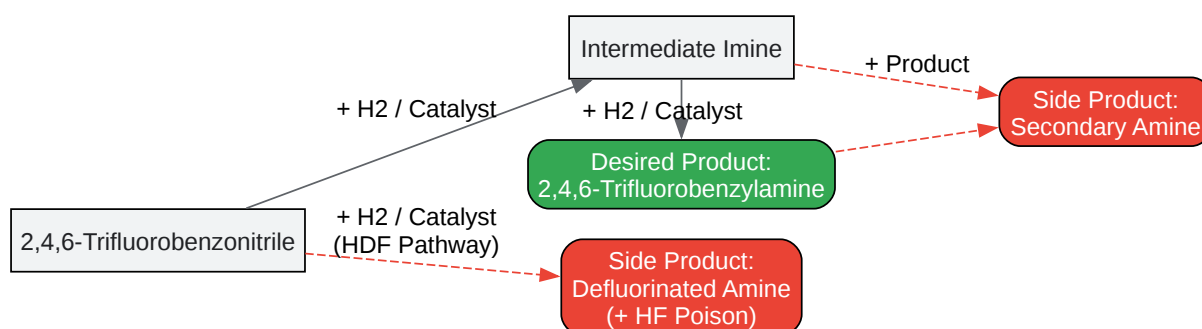 Intermediate Imine
+ Product
+ H2 / Catalyst
+ H2 / Catalyst
Side Product:
Secondary Amine
Desired Product:
2,4,6-Trifluorobenzylamine
2,4,6-Trifluorobenzonitrile
+ H2 / Catalyst
(HDF Pathway)
Side Product:
Defluorinated Amine
(+ HF Poison)